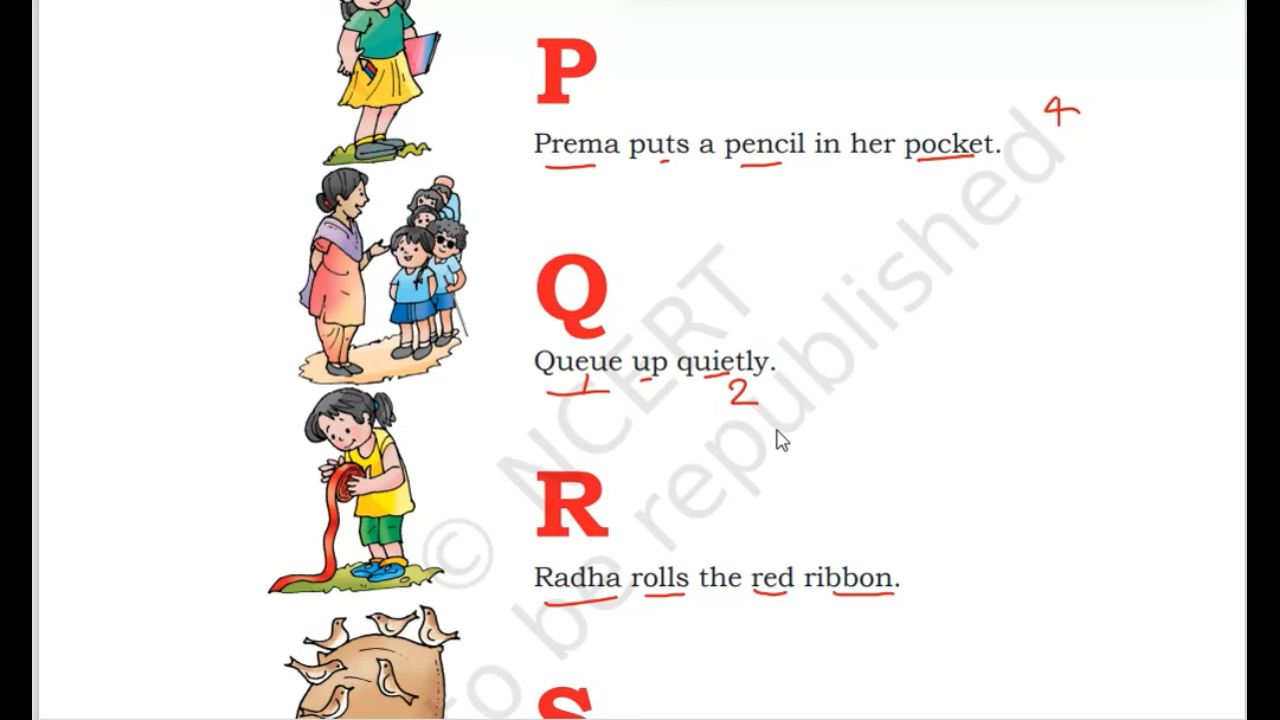 P
4
Prema puts a pencil in her pocket.
Q
Queue up quietly.
1
2
R
Radha rolls the red ribbon.
S
© NCERT
to be republished